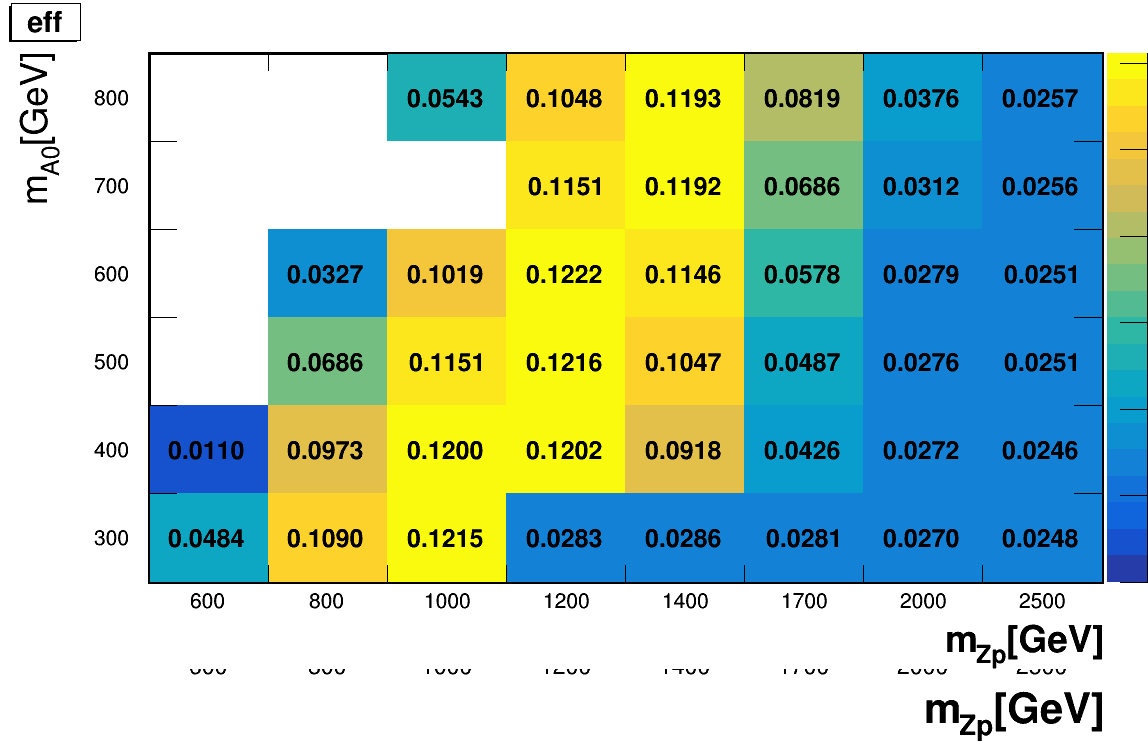 eff
m_A0[GeV]
800 0.0543 0.1048 0.1193 0.0819 0.0376 0.0257
700 0.1151 0.1192 0.0686 0.0312 0.0256
600 0.0327 0.1019 0.1222 0.1146 0.0578 0.0279 0.0251
500 0.0686 0.1151 0.1216 0.1047 0.0487 0.0276 0.0251
400 0.0110 0.0973 0.1200 0.1202 0.0918 0.0426 0.0272 0.0246
300 0.0484 0.1090 0.1215 0.0283 0.0286 0.0281 0.0270 0.0248
600 800 1000 1200 1400 1700 2000 2500
m_Zp[GeV]
m_Zp[GeV]